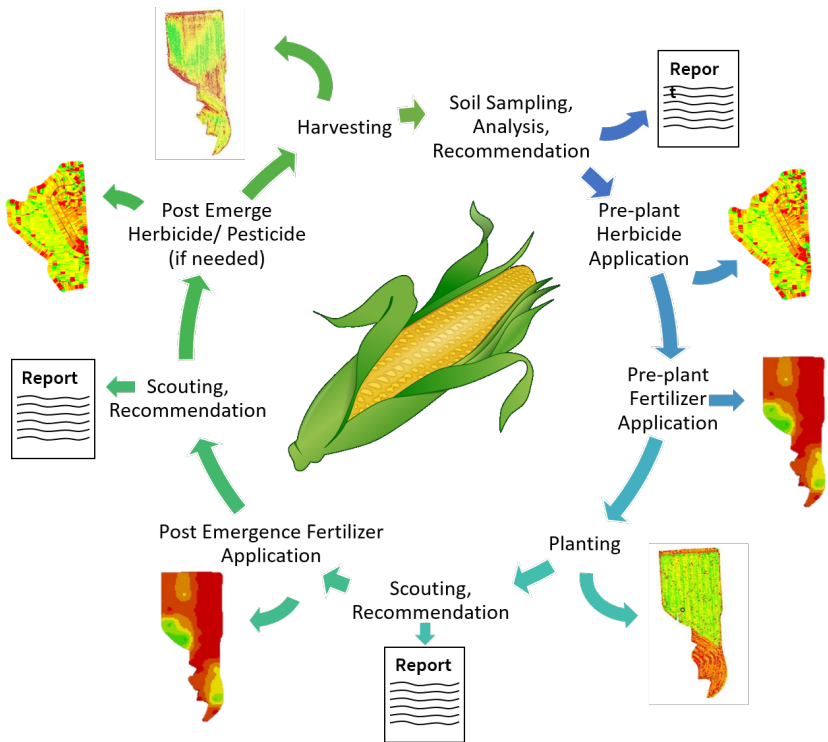 Harvesting
Soil Sampling,
Analysis,
Recommendation
Repor
t
Pre-plant
Herbicide
Application
Pre-plant
Fertilizer
Application
Planting
Scouting,
Recommendation
Report
Post Emergence Fertilizer
Application
Scouting,
Recommendation
Report
Post Emerge
Herbicide/ Pesticide
(if needed)